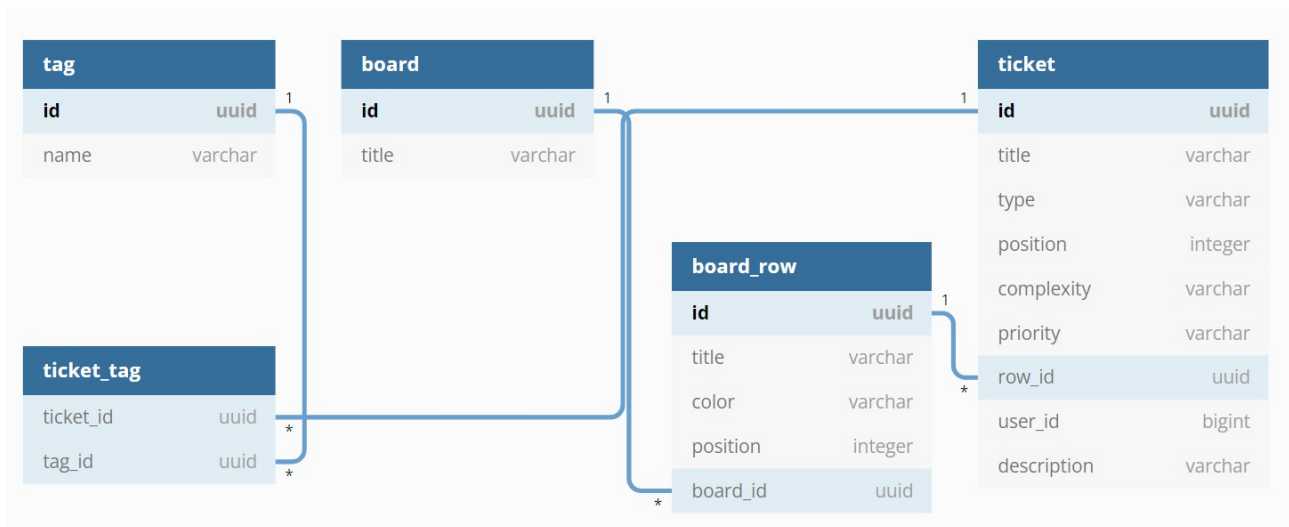 tag
id uuid
name varchar
board
id uuid
title varchar
ticket
id uuid
title varchar
type varchar
position integer
complexity varchar
priority varchar
row_id uuid
user_id bigint
description varchar
board_row
id uuid
title varchar
color varchar
position integer
board_id uuid
ticket_tag
ticket_id uuid
tag_id uuid
1
1
1
1
*
*
*
*